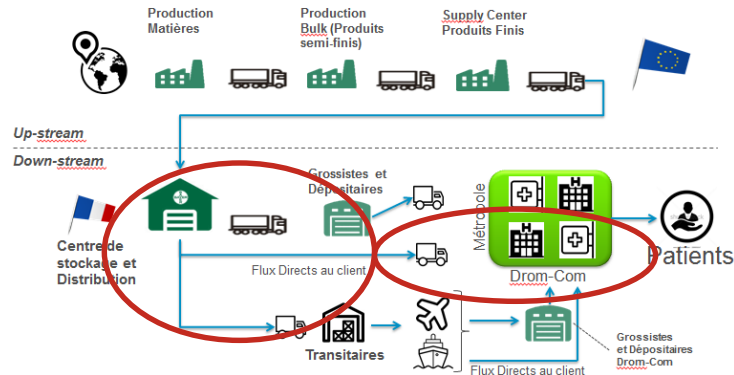 Production
Matières
Production
Bulk (Produits
semi-finis)
Supply Center
Produits Finis
Up-stream
Down-stream
Grossistes et
Dépositaires
Métropole
H
H
Centre de
stockage et
Distribution
Flux Directs au client
Drom-Com
Patients
Transitaires
Grossistes
et Dépositaires
Drom-Com
Flux Directs au client